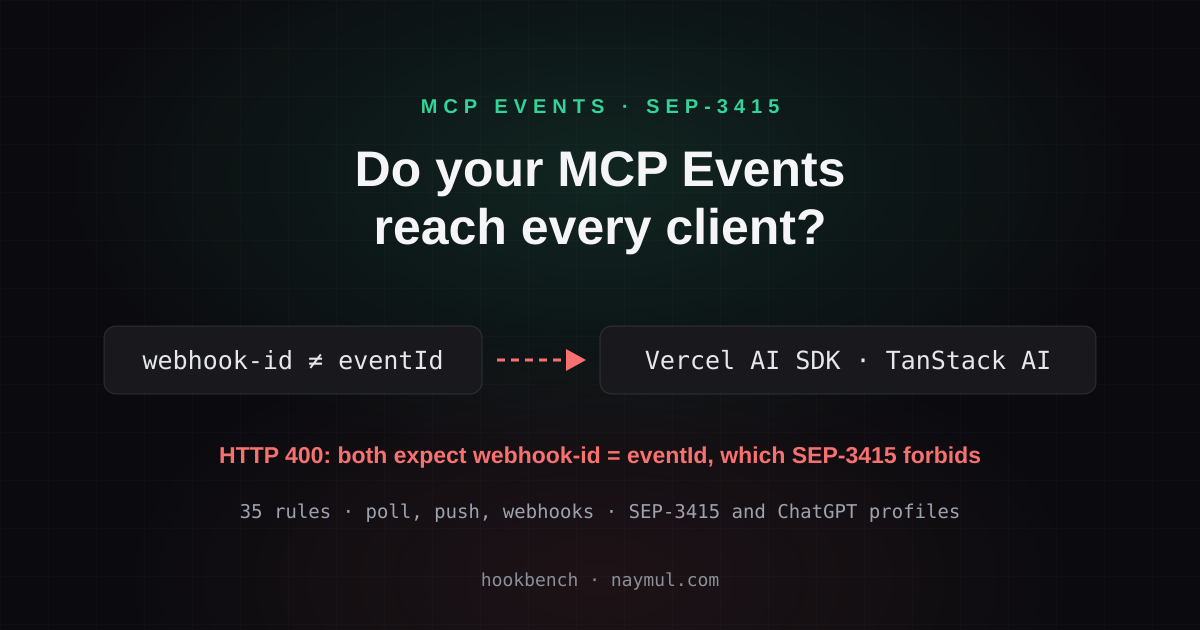 MCP EVENTS · SEP-3415
Do your MCP Events
reach every client?
webhook-id ≠ eventId
Vercel AI SDK · TanStack AI
HTTP 400: both expect webhook-id = eventId, which SEP-3415 forbids
35 rules · poll, push, webhooks · SEP-3415 and ChatGPT profiles
hookbench · naymul.com